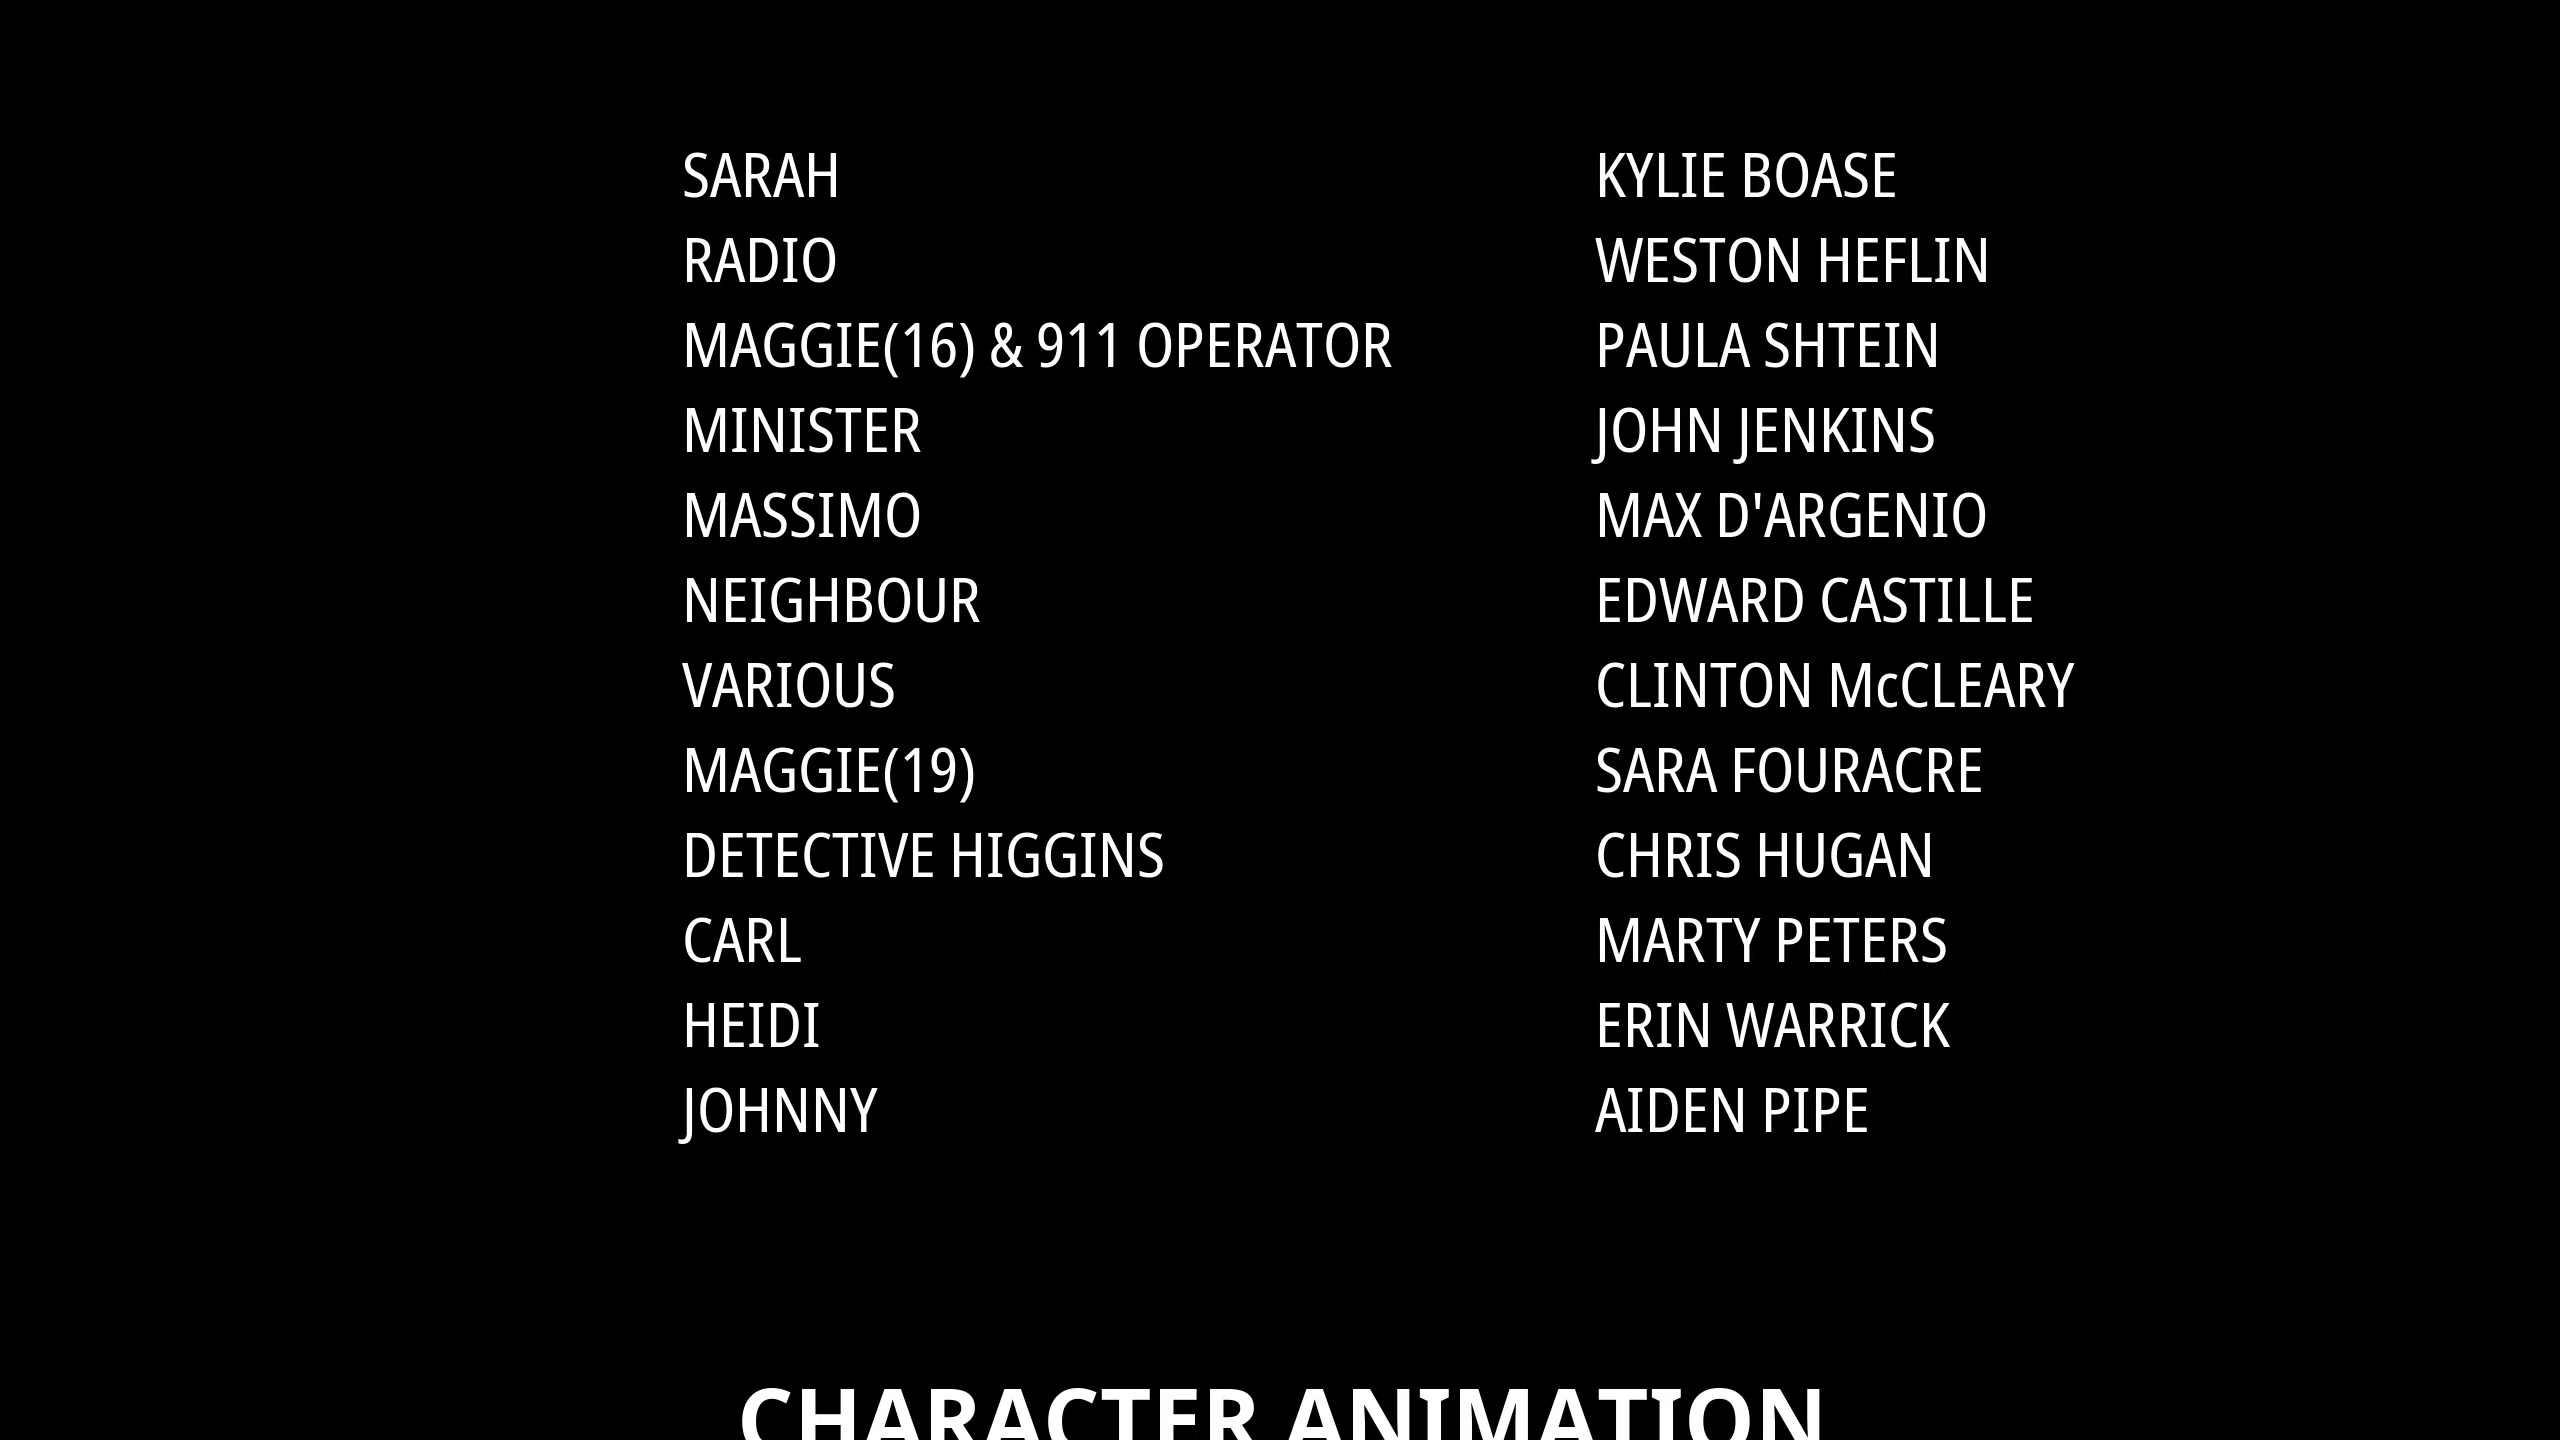 SARAH KYLIE BOASE
RADIO WESTON HEFLIN
MAGGIE(16) & 911 OPERATOR PAULA SHTEIN
MINISTER JOHN JENKINS
MASSIMO MAX D'ARGENIO
NEIGHBOUR EDWARD CASTILLE
VARIOUS CLINTON McCLEARY
MAGGIE(19) SARA FOURACRE
DETECTIVE HIGGINS CHRIS HUGAN
CARL MARTY PETERS
HEIDI ERIN WARRICK
JOHNNY AIDEN PIPE
CHARACTER ANIMATION